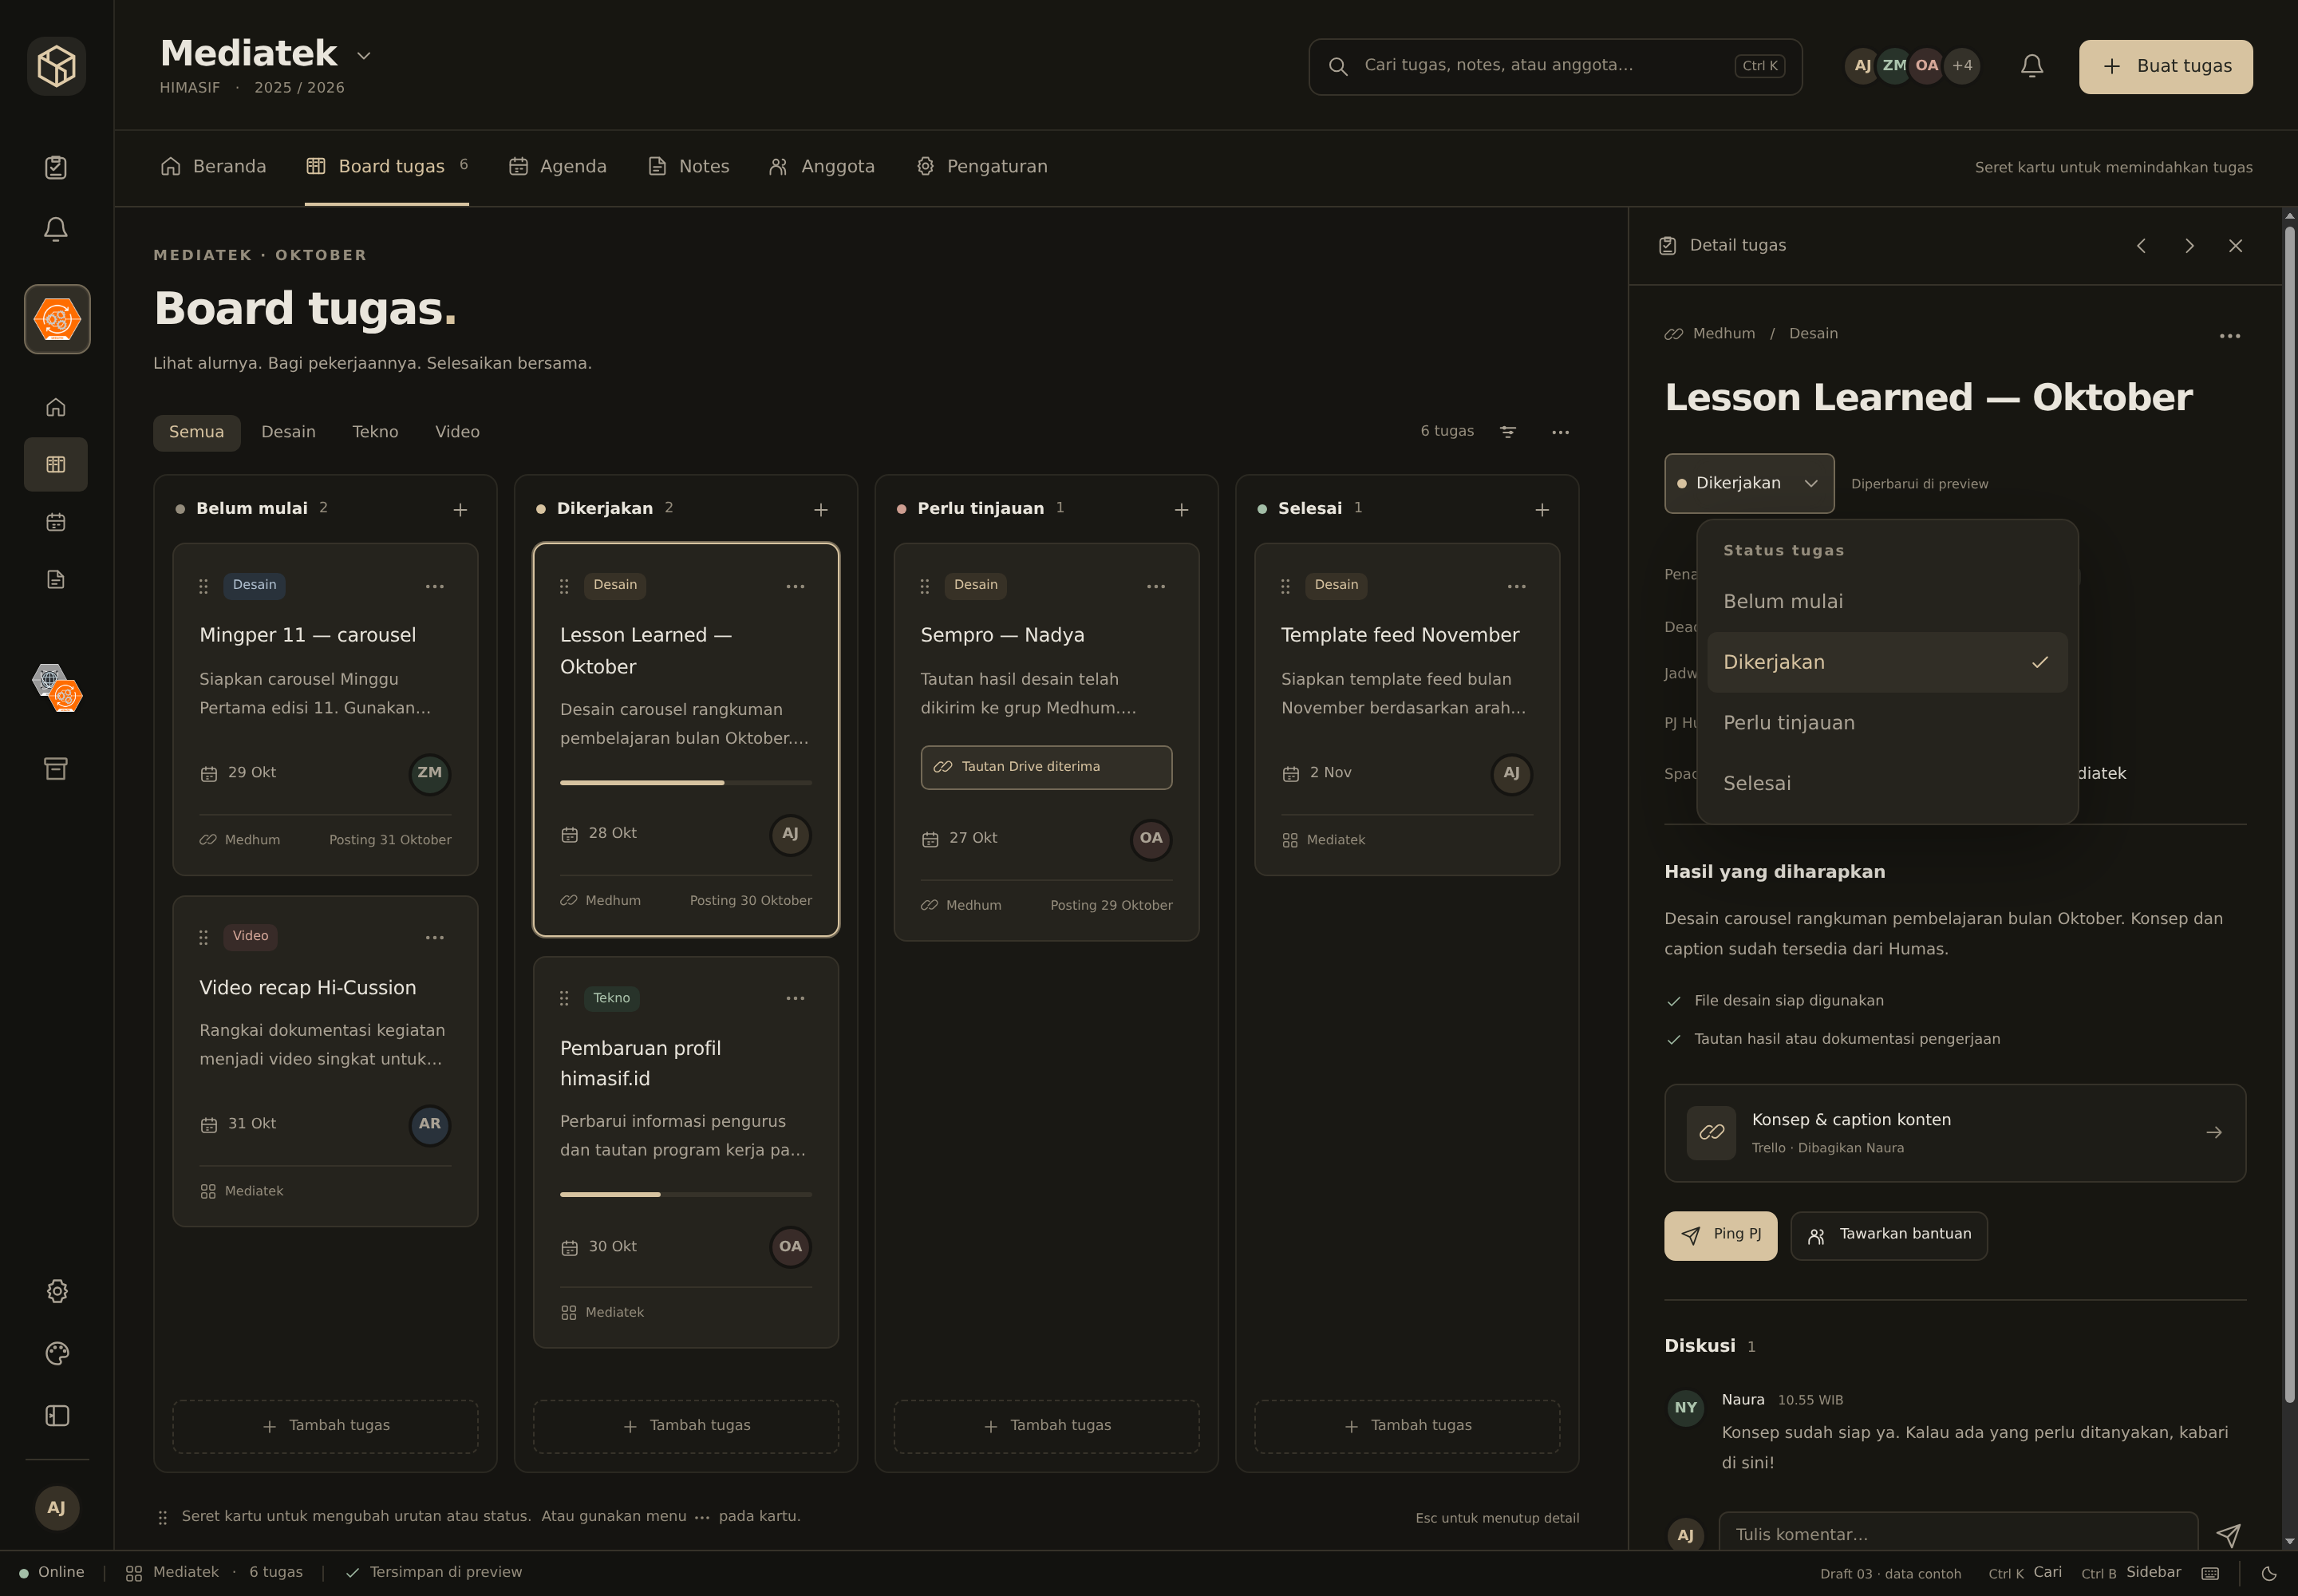 Mediatek
HIMASIF · 2025 / 2026
Cari tugas, notes, atau anggota...
Ctrl K
AJ ZM OA +4
Buat tugas
Beranda
Board tugas 6
Agenda
Notes
Anggota
Pengaturan
Seret kartu untuk memindahkan tugas
MEDIATEK · OKTOBER
Board tugas.
Lihat alurnya. Bagi pekerjaannya. Selesaikan bersama.
Semua
Desain
Tekno
Video
6 tugas
Belum mulai 2
Desain
Mingper 11 — carousel
Siapkan carousel Minggu
Pertama edisi 11. Gunakan...
29 Okt
ZM
Medhum
Posting 31 Oktober
Video
Video recap Hi-Cussion
Rangkai dokumentasi kegiatan
menjadi video singkat untuk...
31 Okt
AR
Mediatek
Tambah tugas
Dikerjakan 2
Desain
Lesson Learned —
Oktober
Desain carousel rangkuman
pembelajaran bulan Oktober....
28 Okt
AJ
Medhum
Posting 30 Oktober
Tekno
Pembaruan profil
himasif.id
Perbarui informasi pengurus
dan tautan program kerja pa...
30 Okt
OA
Mediatek
Tambah tugas
Perlu tinjauan 1
Desain
Sempro — Nadya
Tautan hasil desain telah
dikirim ke grup Medhum....
Tautan Drive diterima
27 Okt
OA
Medhum
Posting 29 Oktober
Tambah tugas
Selesai 1
Desain
Template feed November
Siapkan template feed bulan
November berdasarkan arah...
2 Nov
AJ
Mediatek
Tambah tugas
Seret kartu untuk mengubah urutan atau status. Atau gunakan menu ··· pada kartu.
Esc untuk menutup detail
Detail tugas
Medhum / Desain
Lesson Learned — Oktober
Dikerjakan
Diperbarui di preview
Status tugas
Belum mulai
Dikerjakan
Perlu tinjauan
Selesai
Pena
Dead
Jadw
PJ Hu
Spac
diatek
Hasil yang diharapkan
Desain carousel rangkuman pembelajaran bulan Oktober. Konsep dan
caption sudah tersedia dari Humas.
File desain siap digunakan
Tautan hasil atau dokumentasi pengerjaan
Konsep & caption konten
Trello · Dibagikan Naura
Ping PJ
Tawarkan bantuan
Diskusi 1
NY
Naura 10.55 WIB
Konsep sudah siap ya. Kalau ada yang perlu ditanyakan, kabari
di sini!
AJ
Tulis komentar...
AJ
Online
Mediatek · 6 tugas
Tersimpan di preview
Draft 03 · data contoh
Ctrl K Cari
Ctrl B Sidebar